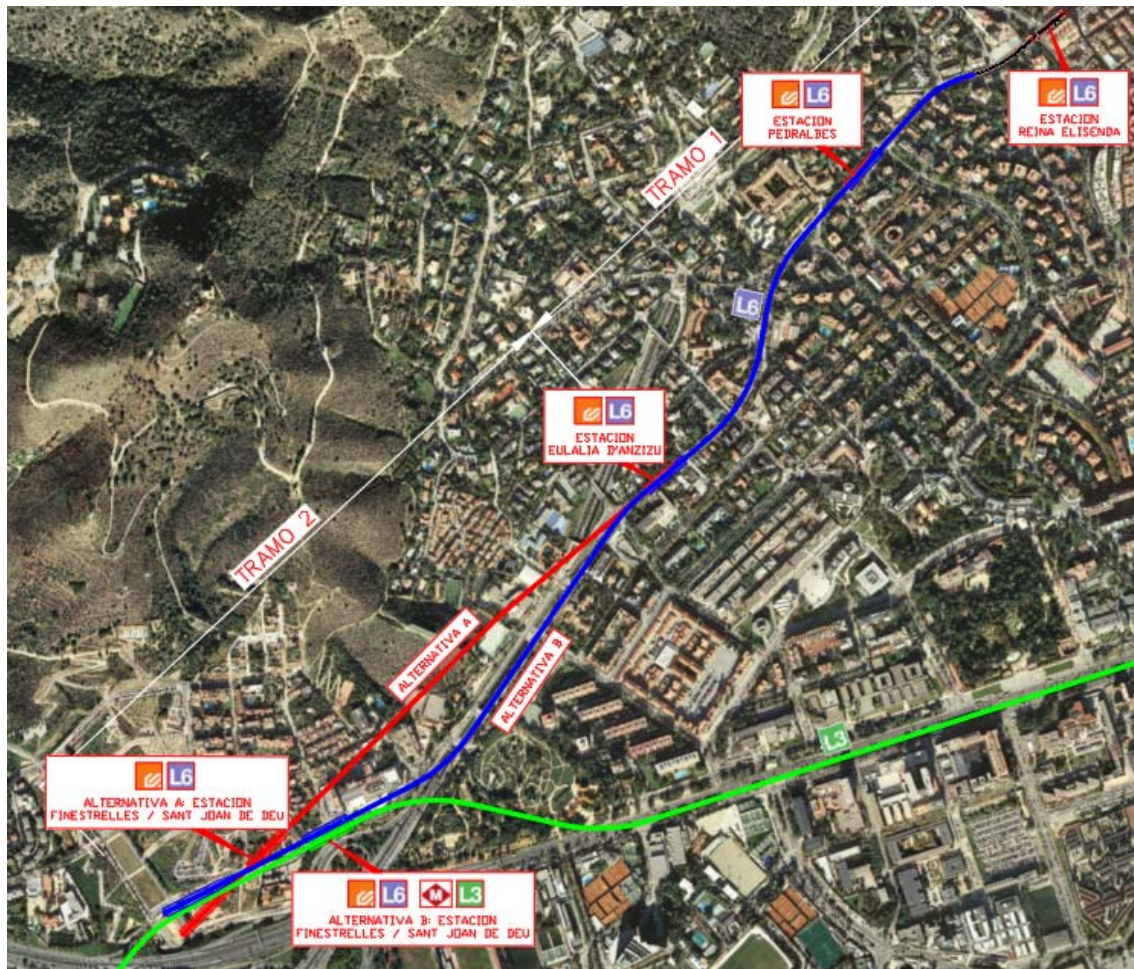 L6
ESTACION
PEDRALBES
L6
ESTACION
REINA ELISENDA
TRAMO 1
L6
L6
ESTACION
EULALIA D'ANZIZU
TRAMO 2
ALTERNATIVA A
ALTERNATIVA B
L3
L6
ALTERNATIVA A: ESTACION
FINESTRELLES / SANT JOAN DE DEU
L6 M L3
ALTERNATIVA B: ESTACION
FINESTRELLES / SANT JOAN DE DEU